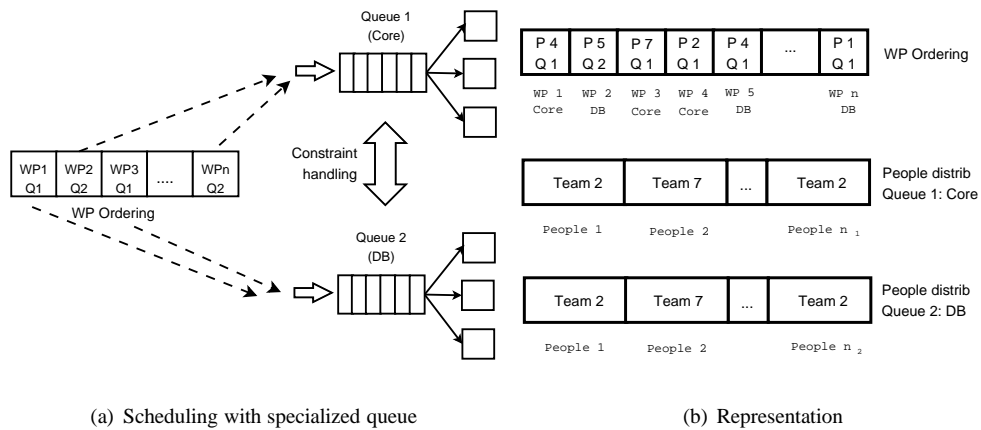 Queue 1
(Core)
WP1 WP2 WP3 .... WPn
Q1 Q2 Q1 Q2
WP Ordering
Constraint
handling
Queue 2
(DB)
(a) Scheduling with specialized queue
P 4 P 5 P 7 P 2 P 4 ... P 1
Q 1 Q 2 Q 1 Q 1 Q 1 Q 1
WP Ordering
WP 1 WP 2 WP 3 WP 4 WP 5 WP n
Core DB Core Core DB DB
Team 2 Team 7 ... Team 2
People distrib
Queue 1: Core
People 1 People 2 People n 1
Team 2 Team 7 ... Team 2
People distrib
Queue 2: DB
People 1 People 2 People n 2
(b) Representation